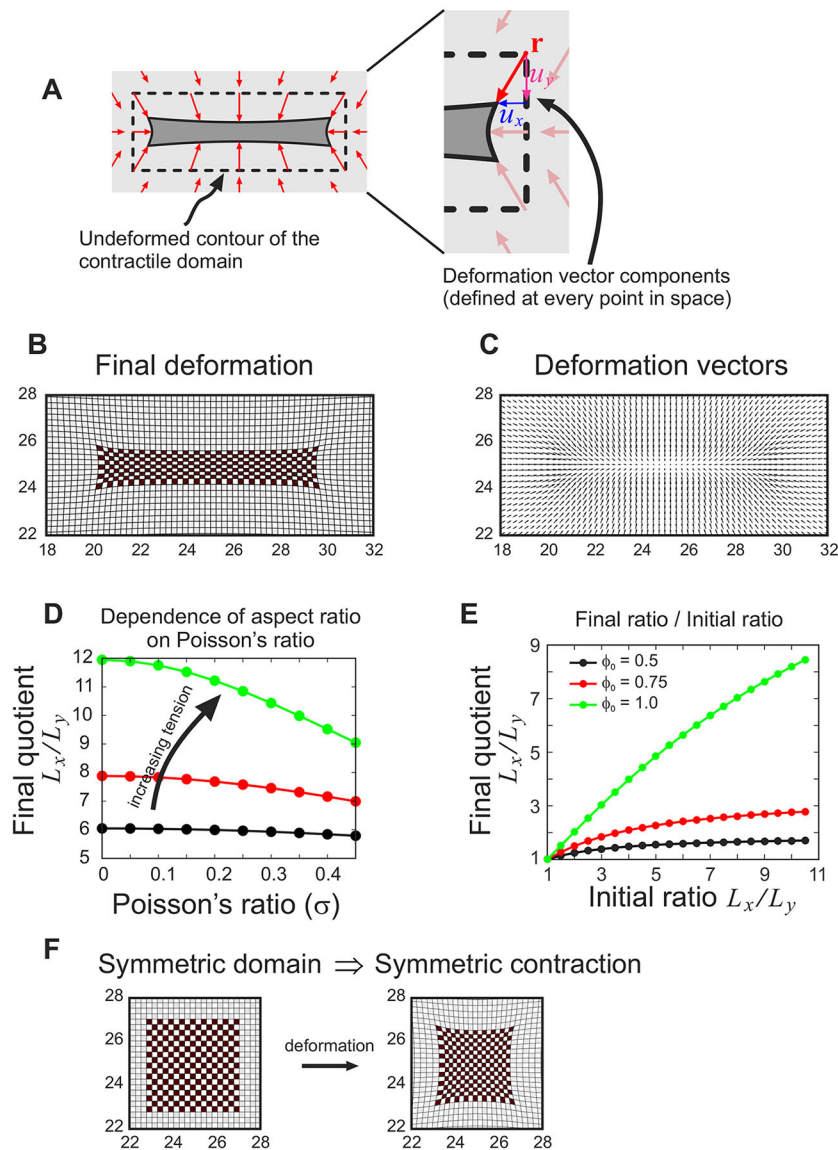 A
r
u_y
u_x
Undeformed contour of the
contractile domain
Deformation vector components
(defined at every point in space)
B
Final deformation
28
26
24
22
18 20 22 24 26 28 30 32
C
Deformation vectors
28
26
24
22
18 20 22 24 26 28 30 32
D
Dependence of aspect ratio
on Poisson's ratio
Final quotient
L_x/L_y
12
11
10
9
8
7
6
5
increasing tension
0 0.1 0.2 0.3 0.4
Poisson's ratio (σ)
E
Final ratio / Initial ratio
Final quotient
L_x/L_y
9
7
5
3
1
ϕ₀ = 0.5
ϕ₀ = 0.75
ϕ₀ = 1.0
1 3 5 7 9 11
Initial ratio L_x/L_y
F
Symmetric domain ⇒ Symmetric contraction
28
26
24
22
22 24 26 28
deformation
28
26
24
22
22 24 26 28